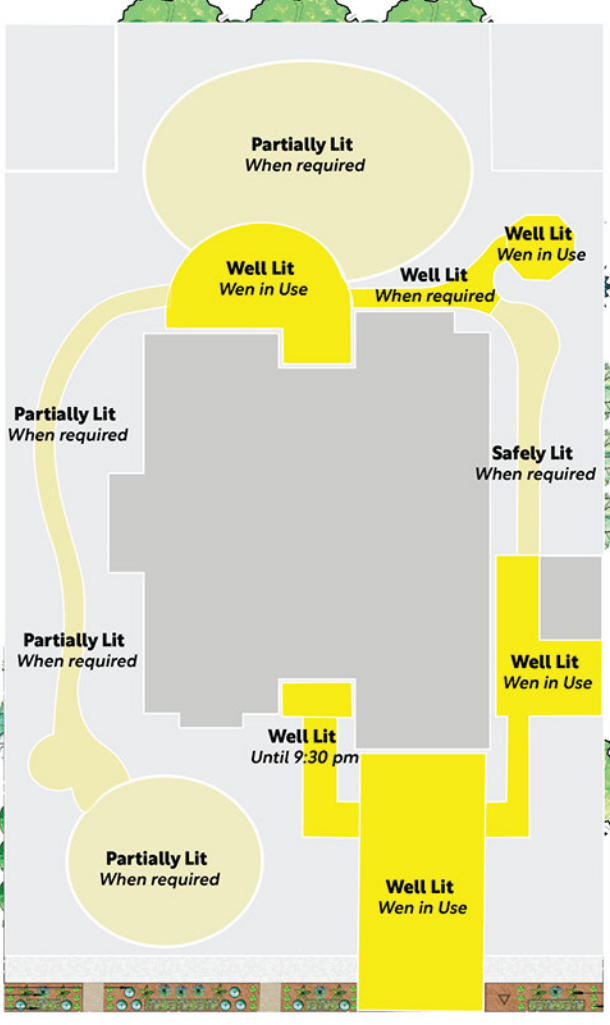 Partially Lit
When required
Well Lit
Wen in Use
Well Lit
Wen in Use
Well Lit
When required
Partially Lit
When required
Safely Lit
When required
Partially Lit
When required
Well Lit
Wen in Use
Well Lit
Until 9:30 pm
Partially Lit
When required
Well Lit
Wen in Use